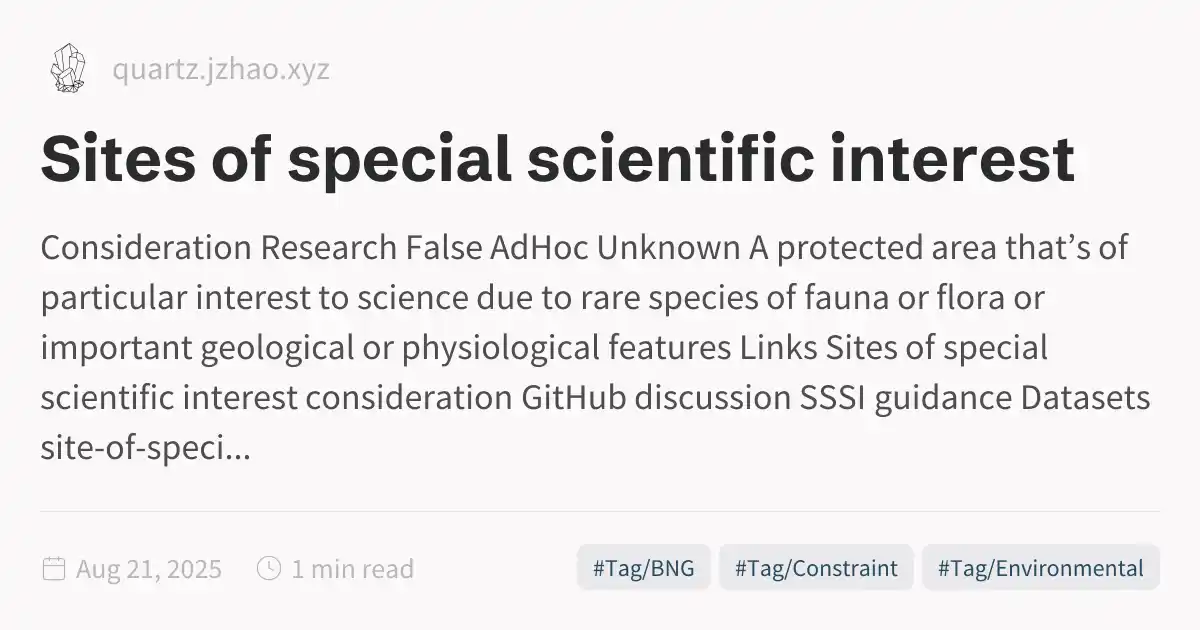 quartz.jzhao.xyz
Sites of special scientific interest
Consideration Research False AdHoc Unknown A protected area that’s of
particular interest to science due to rare species of fauna or flora or
important geological or physiological features Links Sites of special
scientific interest consideration GitHub discussion SSSI guidance Datasets
site-of-speci...
Aug 21, 2025 1 min read #Tag/BNG #Tag/Constraint #Tag/Environmental